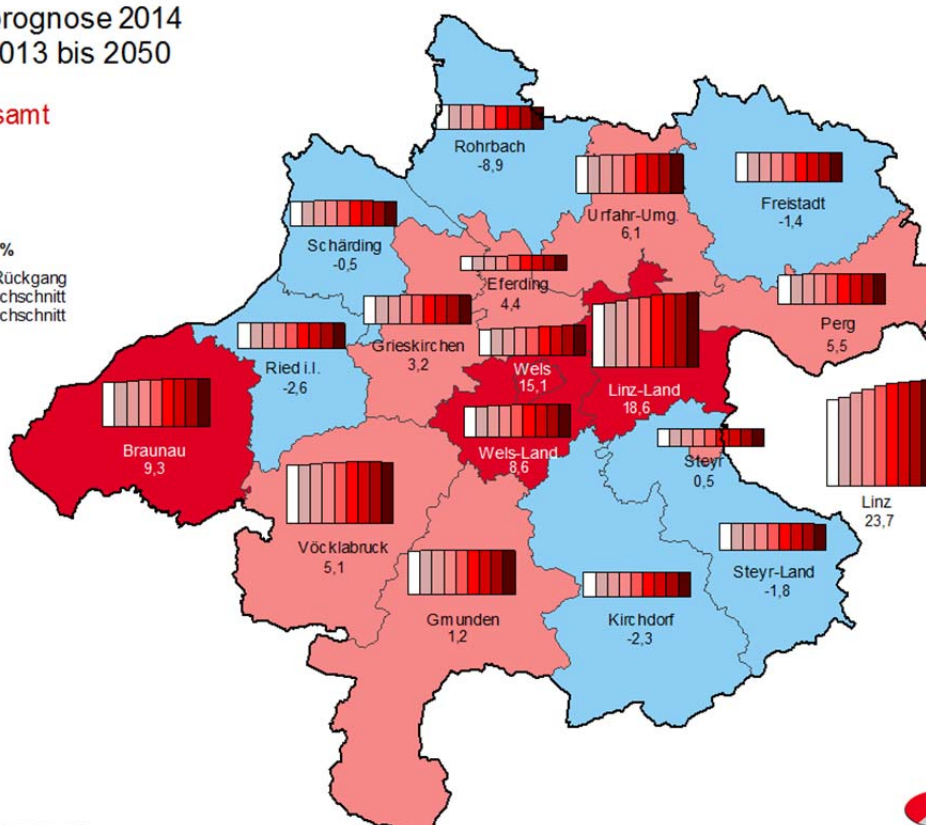 rognose 2014
013 bis 2050
samt
%
Rückgang
chschnitt
chschnitt
Rohrbach
-8,9
Freistadt
-1,4
Urfahr-Umg.
6,1
Schärding
-0,5
Eferding
4,4
Perg
5,5
Grieskirchen
3,2
Ried i.I.
-2,6
Wels
15,1
Linz-Land
18,6
Braunau
9,3
Wels-Land
8,6
Steyr
0,5
Linz
23,7
Vöcklabruck
5,1
Steyr-Land
-1,8
Gmunden
1,2
Kirchdorf
-2,3